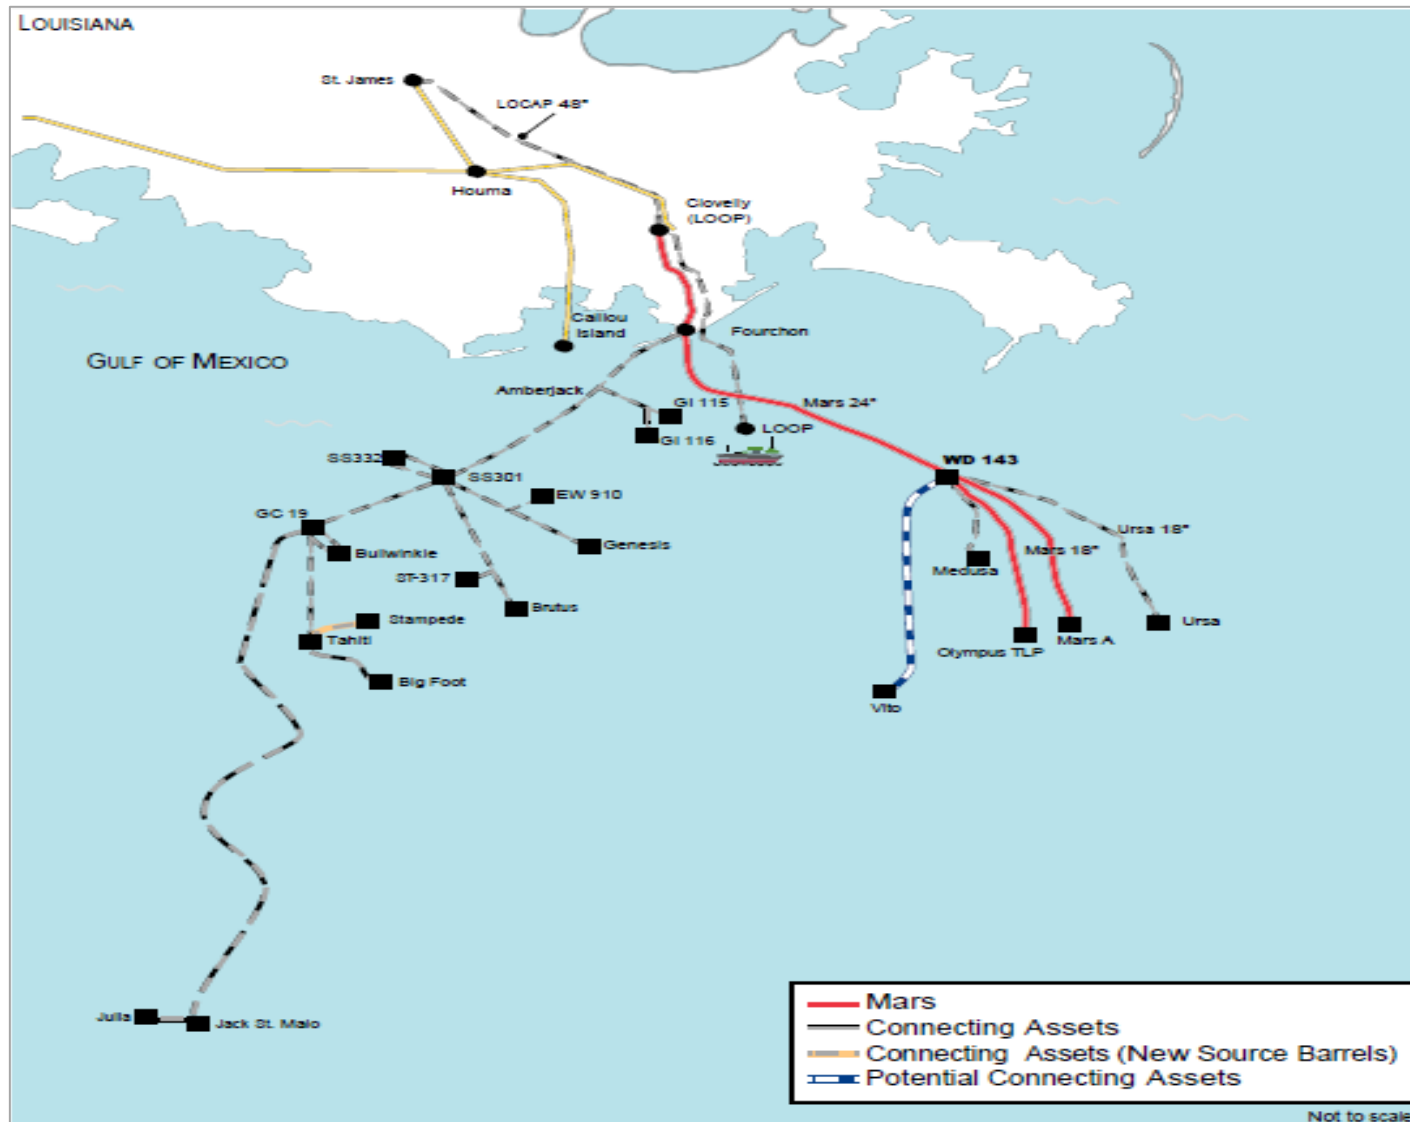 LOUISIANA
St. James
LOCAP 48"
Houma
Clovelly
(LOOP)
Caillou
Island
Fourchon
GULF OF MEXICO
Amberjack
GI 115
Mars 24"
LOOP
GI 116
SS332
WD 143
SS301
EW 910
GC 19
Ursa 18"
Genesis
Mars 18"
Bullwinkle
Medusa
ST-317
Brutus
Stampede
Ursa
Tahiti
Mars A
Olympus TLP
Big Foot
Vito
Julia
Jack St. Malo
Mars
Connecting Assets
Connecting Assets (New Source Barrels)
Potential Connecting Assets
Not to scale